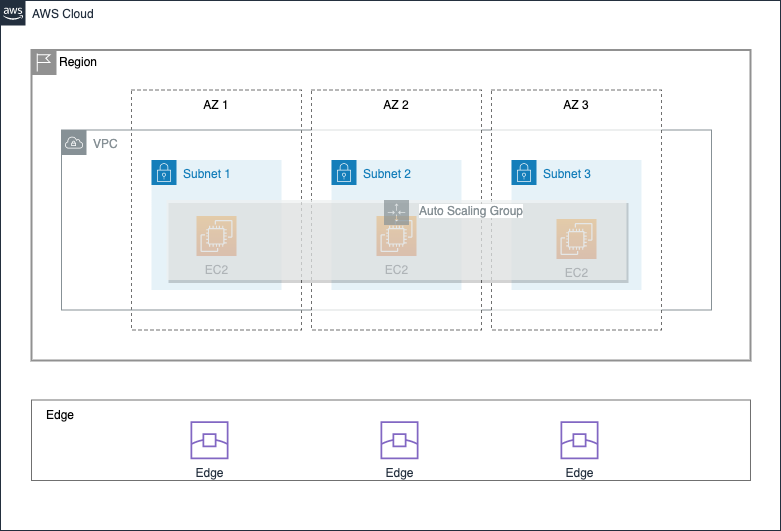 aws
AWS Cloud
Region
AZ 1
AZ 2
AZ 3
VPC
Subnet 1
Subnet 2
Subnet 3
Auto Scaling Group
EC2
EC2
EC2
Edge
Edge
Edge
Edge